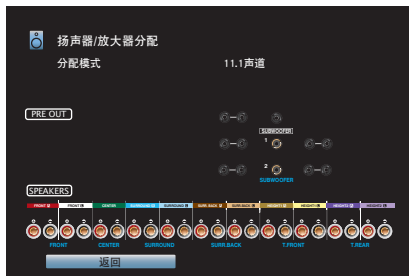 扬声器/放大器分配
分配模式 11.1声道
PRE OUT
SUBWOOFER
1
2
SUBWOOFER
SPEAKERS
FRONT CENTER SURROUND SURR.BACK T.FRONT T.REAR
返回